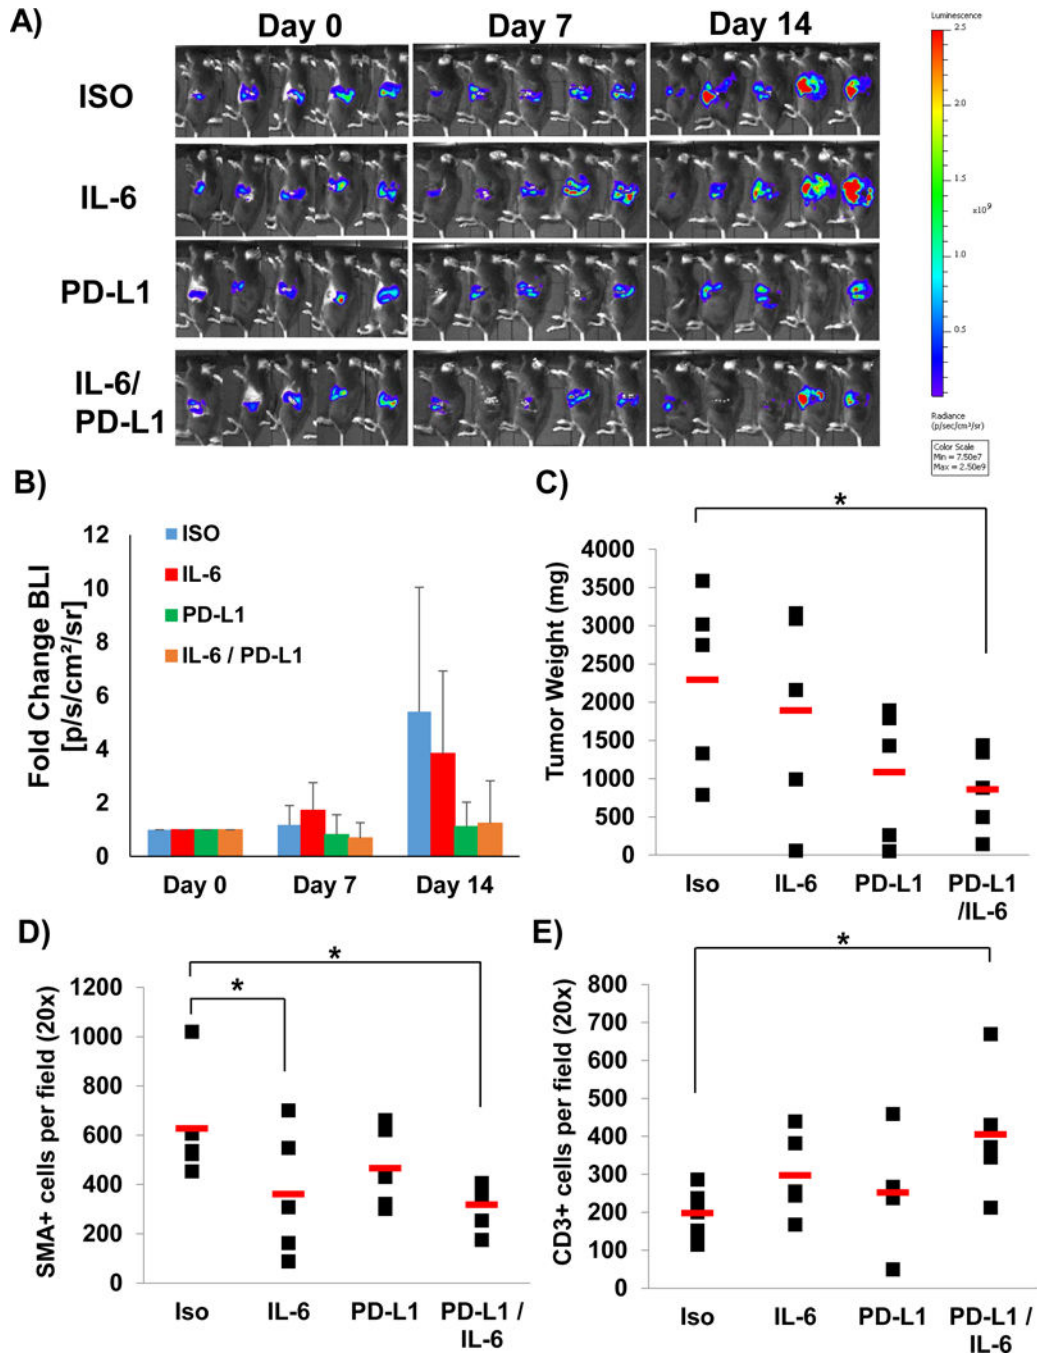 A)
Day 0 Day 7 Day 14
ISO
IL-6
PD-L1
IL-6/
PD-L1
Luminescence
2.5
2.0
1.5
x10⁹
1.0
0.5
Radiance
(p/sec/cm²/sr)
Color Scale
Min = 7.50e7
Max = 2.50e9
B)
Fold Change BLI
[p/s/cm²/sr]
12
10
8
6
4
2
0
ISO
IL-6
PD-L1
IL-6 / PD-L1
Day 0 Day 7 Day 14
C)
*
Tumor Weight (mg)
4000
3500
3000
2500
2000
1500
1000
500
0
Iso IL-6 PD-L1 PD-L1
/IL-6
D)
*
*
SMA+ cells per field (20x)
1200
1000
800
600
400
200
0
Iso IL-6 PD-L1 PD-L1 /
IL-6
E)
*
CD3+ cells per field (20x)
800
700
600
500
400
300
200
100
0
Iso IL-6 PD-L1 PD-L1 /
IL-6